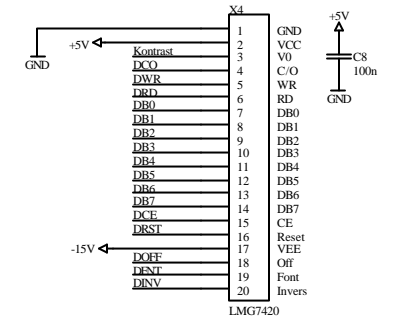 X4 +5V
1 GND
+5V 2 VCC
Kontrast 3 V0 C8
GND DCO 4 C/O 100n
DWR 5 WR
DRD 6 RD GND
DB0 7 DB0
DB1 8 DB1
DB2 9 DB2
DB3 10 DB3
DB4 11 DB4
DB5 12 DB5
DB6 13 DB6
DB7 14 DB7
DCE 15 CE
DRST 16 Reset
-15V 17 VEE
DOFF 18 Off
DFNT 19 Font
DINV 20 Invers
LMG7420